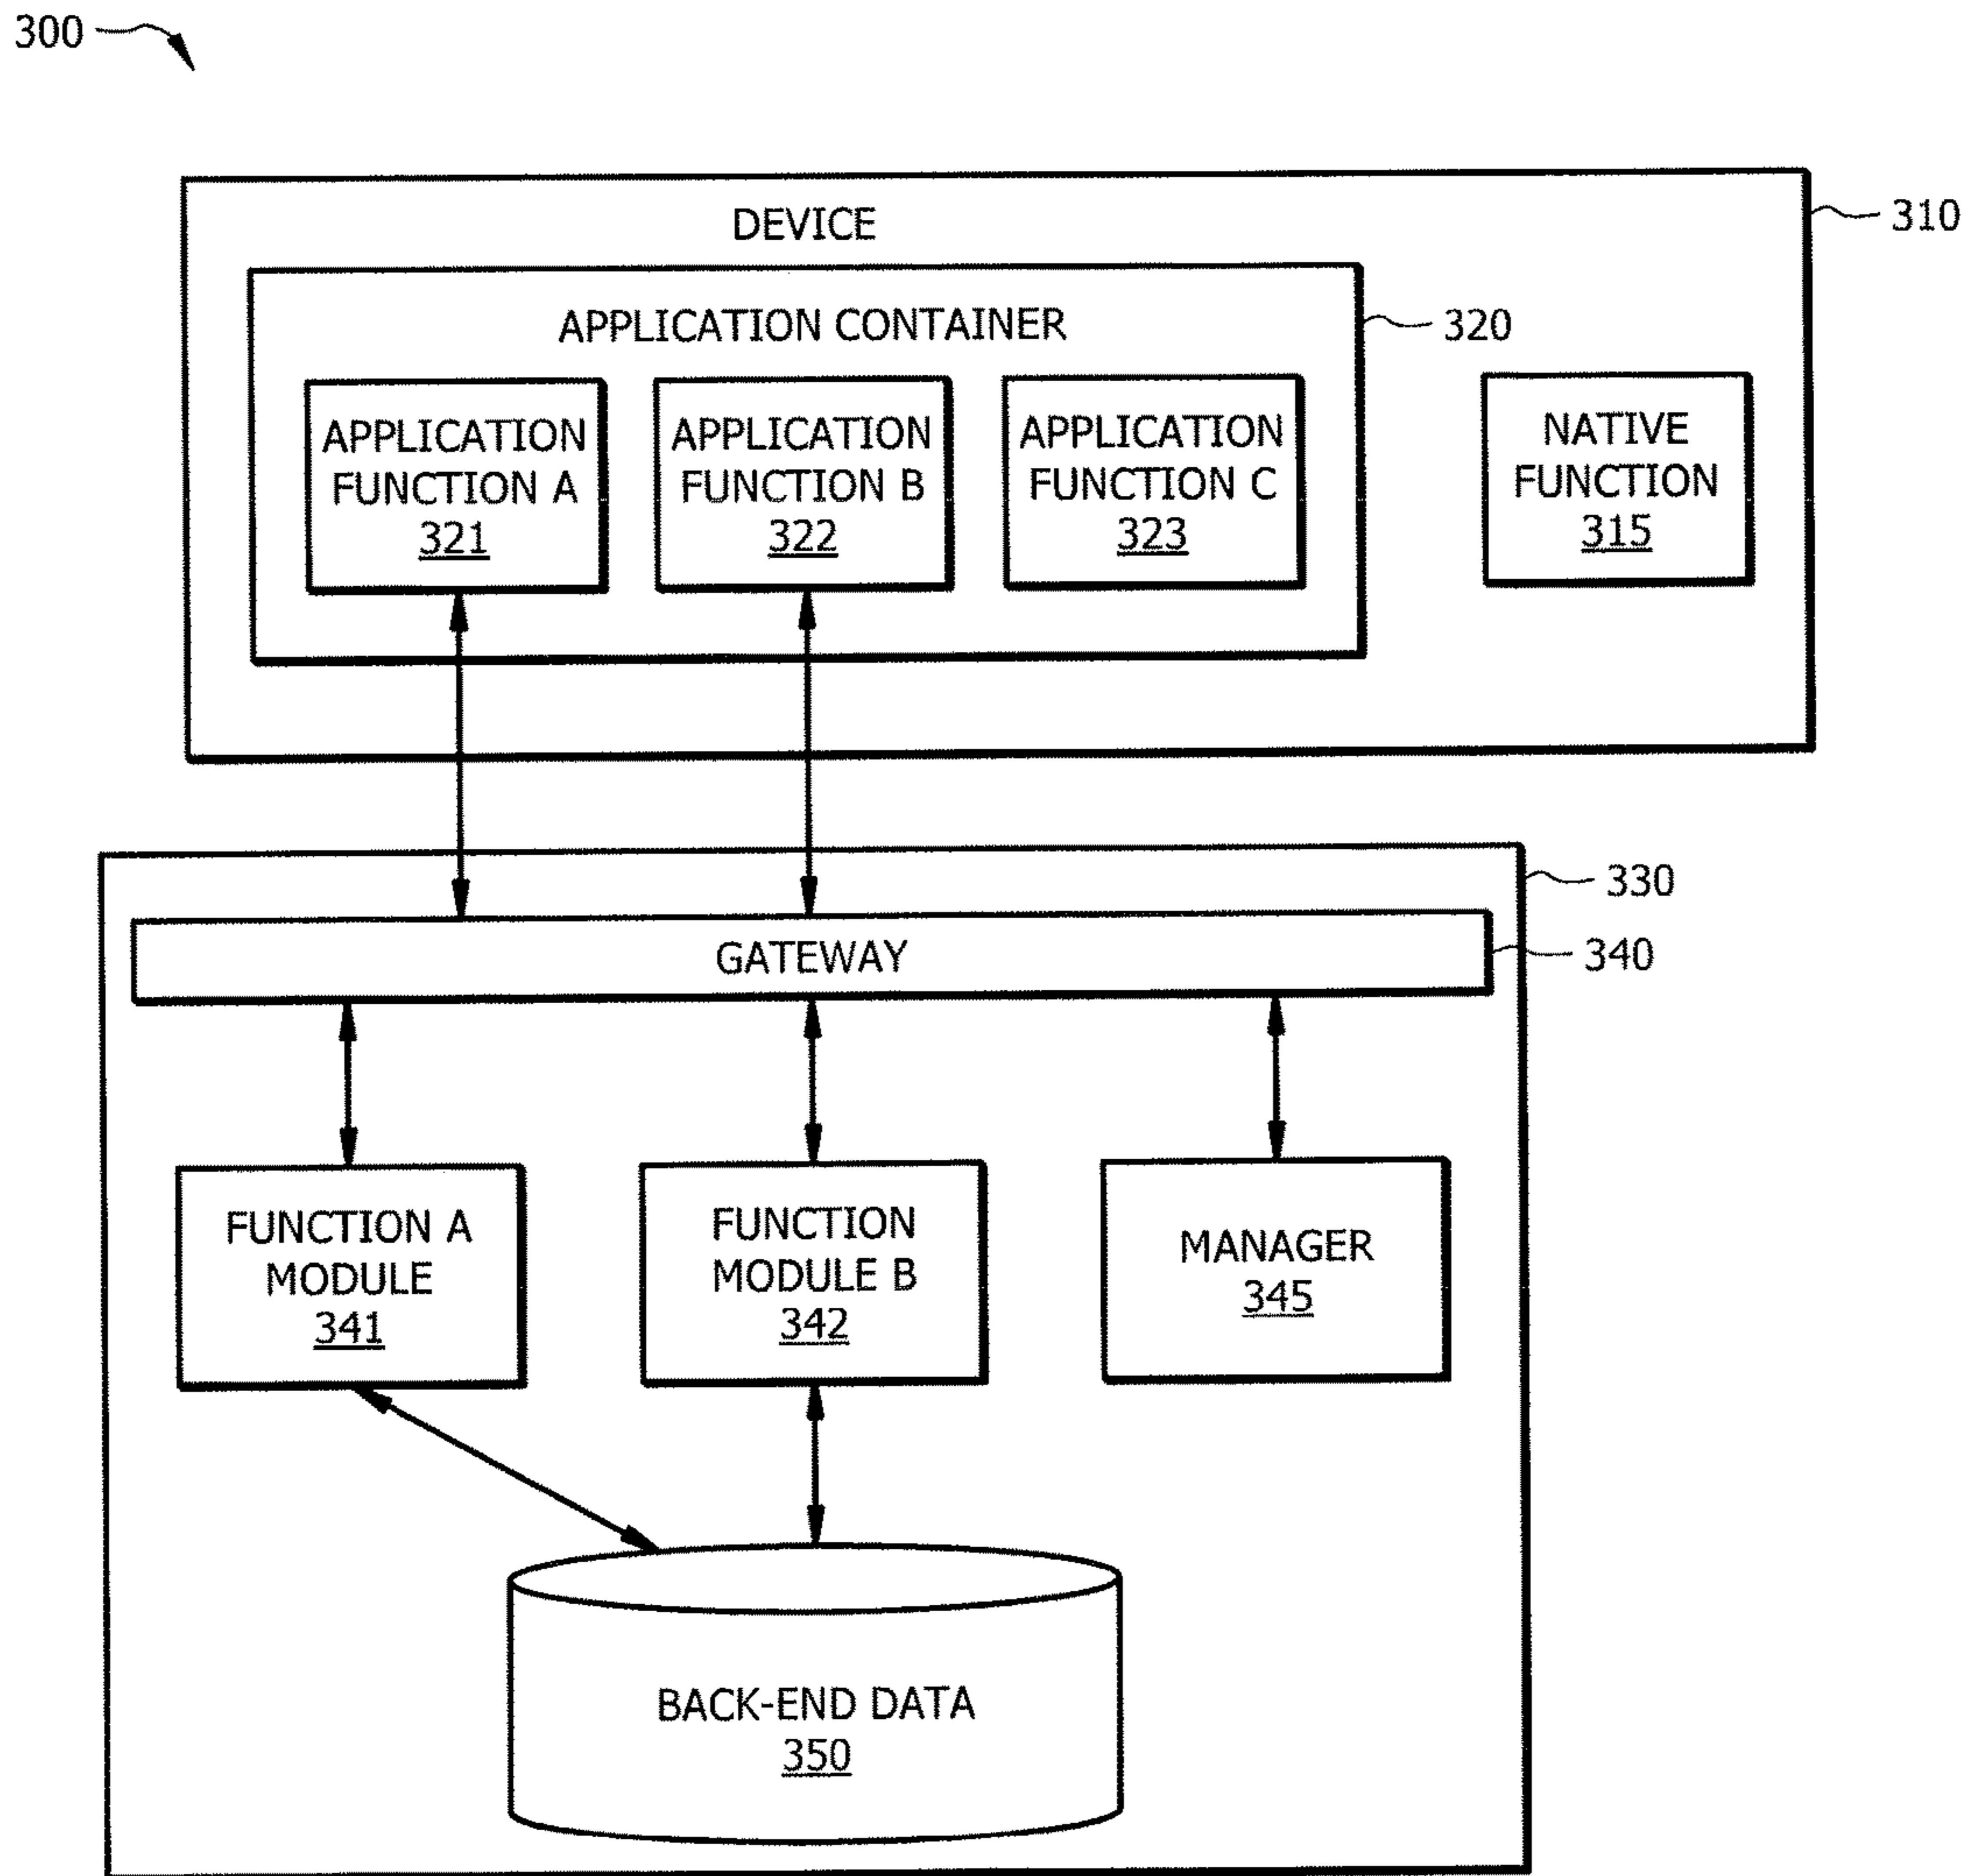 300
DEVICE
310
APPLICATION CONTAINER
320
APPLICATION
FUNCTION A
321
APPLICATION
FUNCTION B
322
APPLICATION
FUNCTION C
323
NATIVE
FUNCTION
315
330
GATEWAY
340
FUNCTION A
MODULE
341
FUNCTION
MODULE B
342
MANAGER
345
BACK-END DATA
350